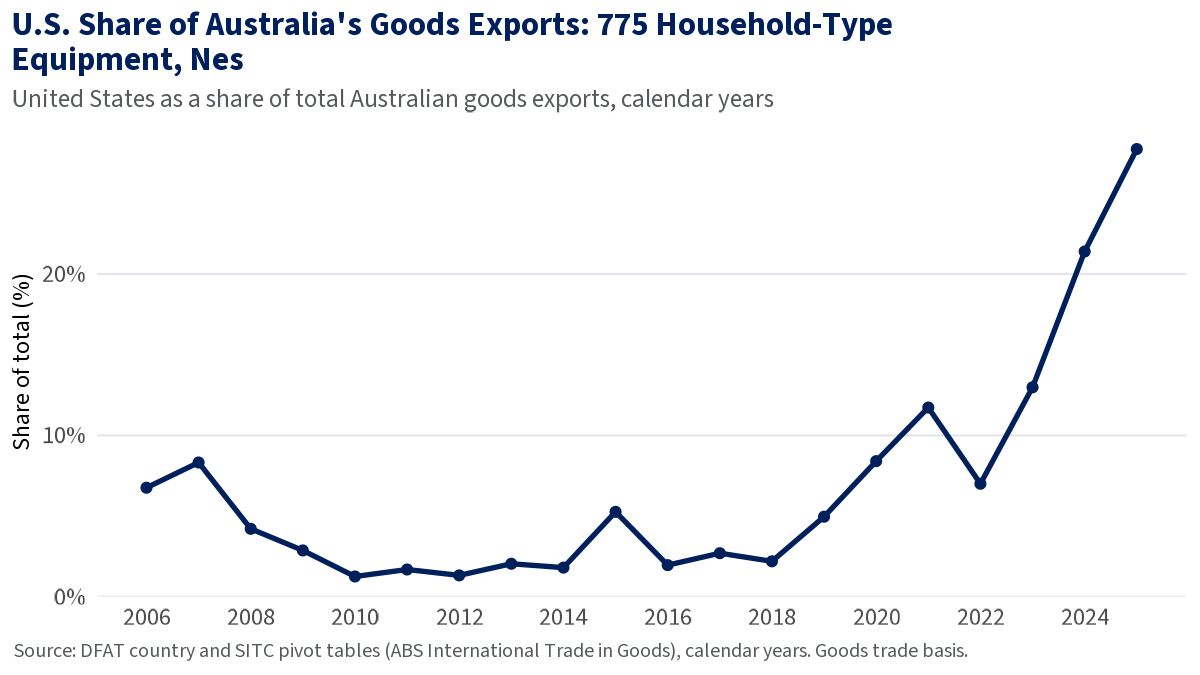 U.S. Share of Australia's Goods Exports: 775 Household-Type
Equipment, Nes
United States as a share of total Australian goods exports, calendar years
Share of total (%)
20%
10%
0%
2006 2008 2010 2012 2014 2016 2018 2020 2022 2024
Source: DFAT country and SITC pivot tables (ABS International Trade in Goods), calendar years. Goods trade basis.